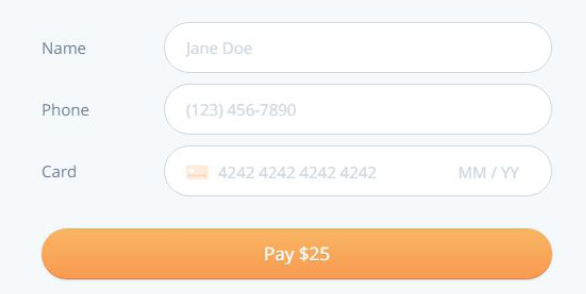 Name Jane Doe
Phone (123) 456-7890
Card 4242 4242 4242 4242 MM / YY
Pay $25